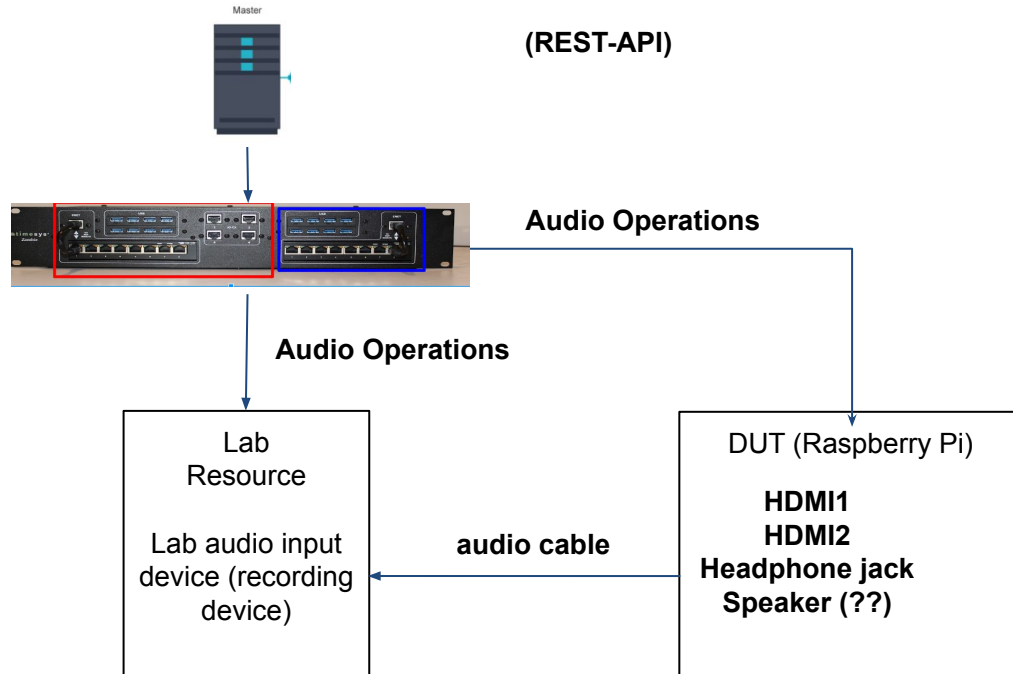 Master
(REST-API)
Audio Operations
Audio Operations
Lab
Resource
Lab audio input
device (recording
device)
audio cable
DUT (Raspberry Pi)
HDMI1
HDMI2
Headphone jack
Speaker (??)